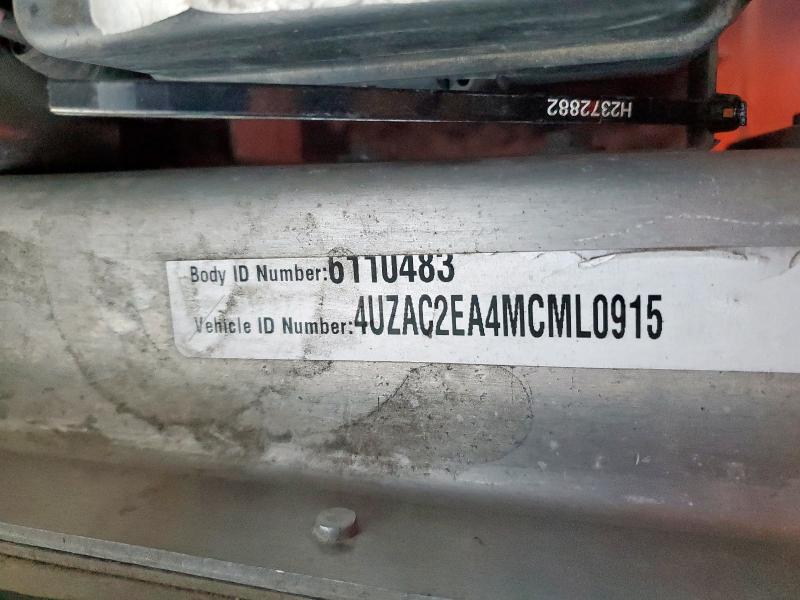 H2372882
Body ID Number:6110483
Vehicle ID Number:4UZAC2EA4MCML0915